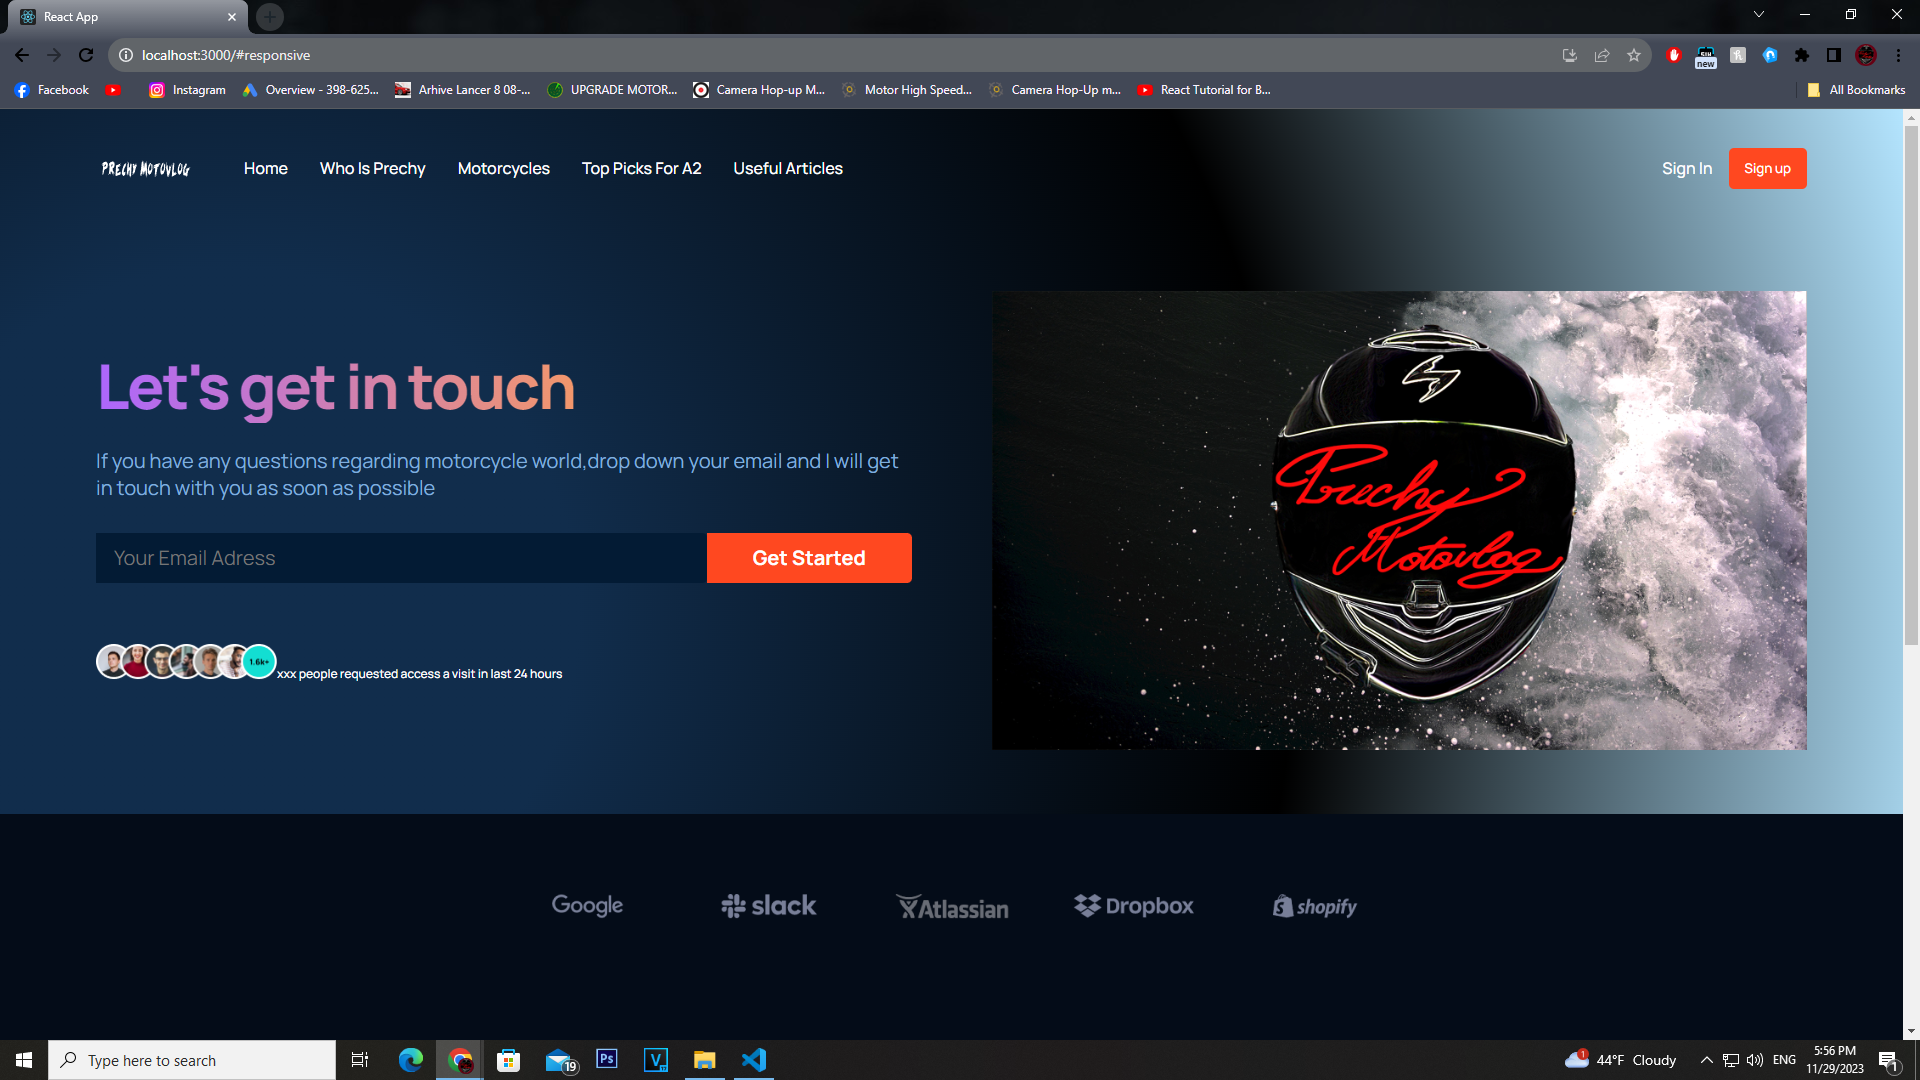 React App
localhost:3000/#responsive
new
Facebook
Instagram
Overview - 398-625...
Arhive Lancer 8 08-...
UPGRADE MOTOR...
Camera Hop-up M...
Motor High Speed...
Camera Hop-Up m...
React Tutorial for B...
All Bookmarks
PRECHY MOTOVLOG
Home
Who Is Prechy
Motorcycles
Top Picks For A2
Useful Articles
Sign In
Sign up
Let's get in touch
If you have any questions regarding motorcycle world,drop down your email and I will get
in touch with you as soon as possible
Your Email Adress
Get Started
1.6k+
xxx people requested access a visit in last 24 hours
Prechy
Motovlog
Google
slack
Atlassian
Dropbox
shopify
Type here to search
Ps
V
19
1
44°F Cloudy
ENG
5:56 PM
11/29/2023
1